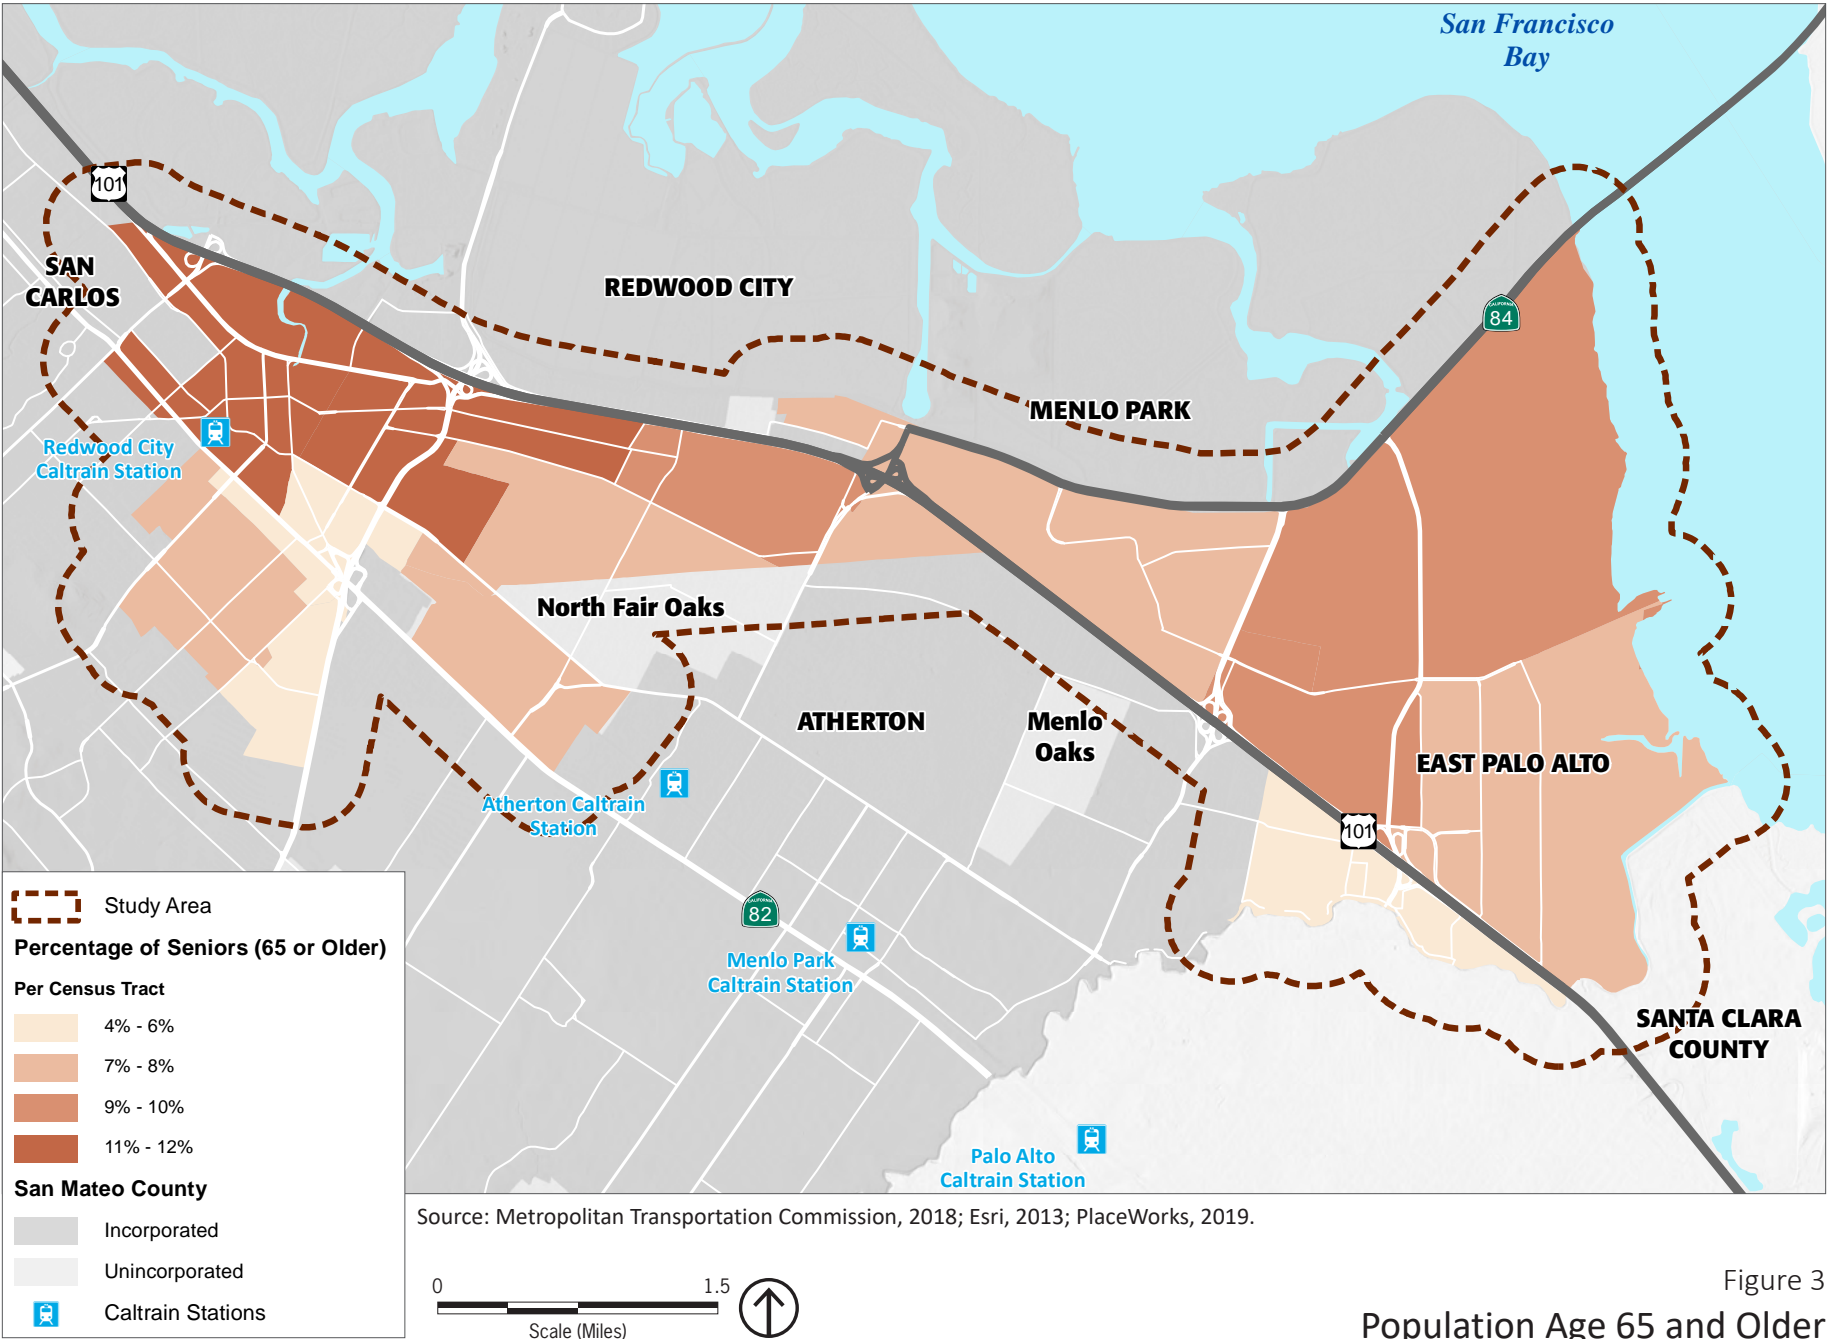 San Francisco
Bay
101
SAN
CARLOS
REDWOOD CITY
CALIFORNIA
84
MENLO PARK
Redwood City
Caltrain Station
North Fair Oaks
ATHERTON
Menlo
Oaks
EAST PALO ALTO
Atherton Caltrain
Station
101
CALIFORNIA
82
Menlo Park
Caltrain Station
SANTA CLARA
COUNTY
Palo Alto
Caltrain Station
Study Area
Percentage of Seniors (65 or Older)
Per Census Tract
4% - 6%
7% - 8%
9% - 10%
11% - 12%
San Mateo County
Incorporated
Unincorporated
Caltrain Stations
Source: Metropolitan Transportation Commission, 2018; Esri, 2013; PlaceWorks, 2019.
0 1.5
Scale (Miles)
Figure 3
Population Age 65 and Older